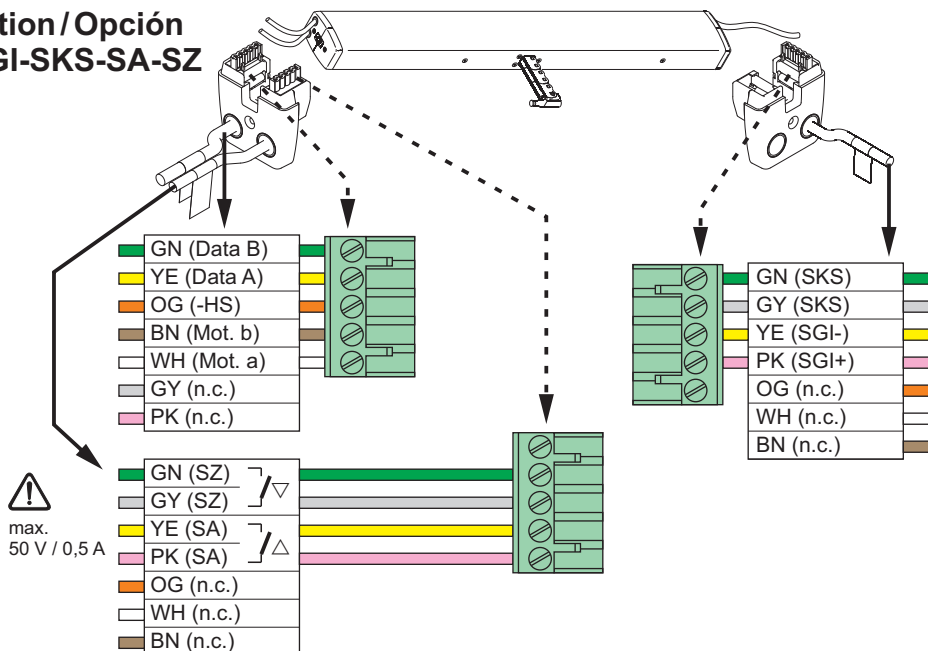 tion / Opción
GI-SKS-SA-SZ
GN (Data B)
YE (Data A)
OG (-HS)
BN (Mot. b)
WH (Mot. a)
GY (n.c.)
PK (n.c.)
GN (SKS)
GY (SKS)
YE (SGI-)
PK (SGI+)
OG (n.c.)
WH (n.c.)
BN (n.c.)
max.
50 V / 0,5 A
GN (SZ)
GY (SZ)
YE (SA)
PK (SA)
OG (n.c.)
WH (n.c.)
BN (n.c.)